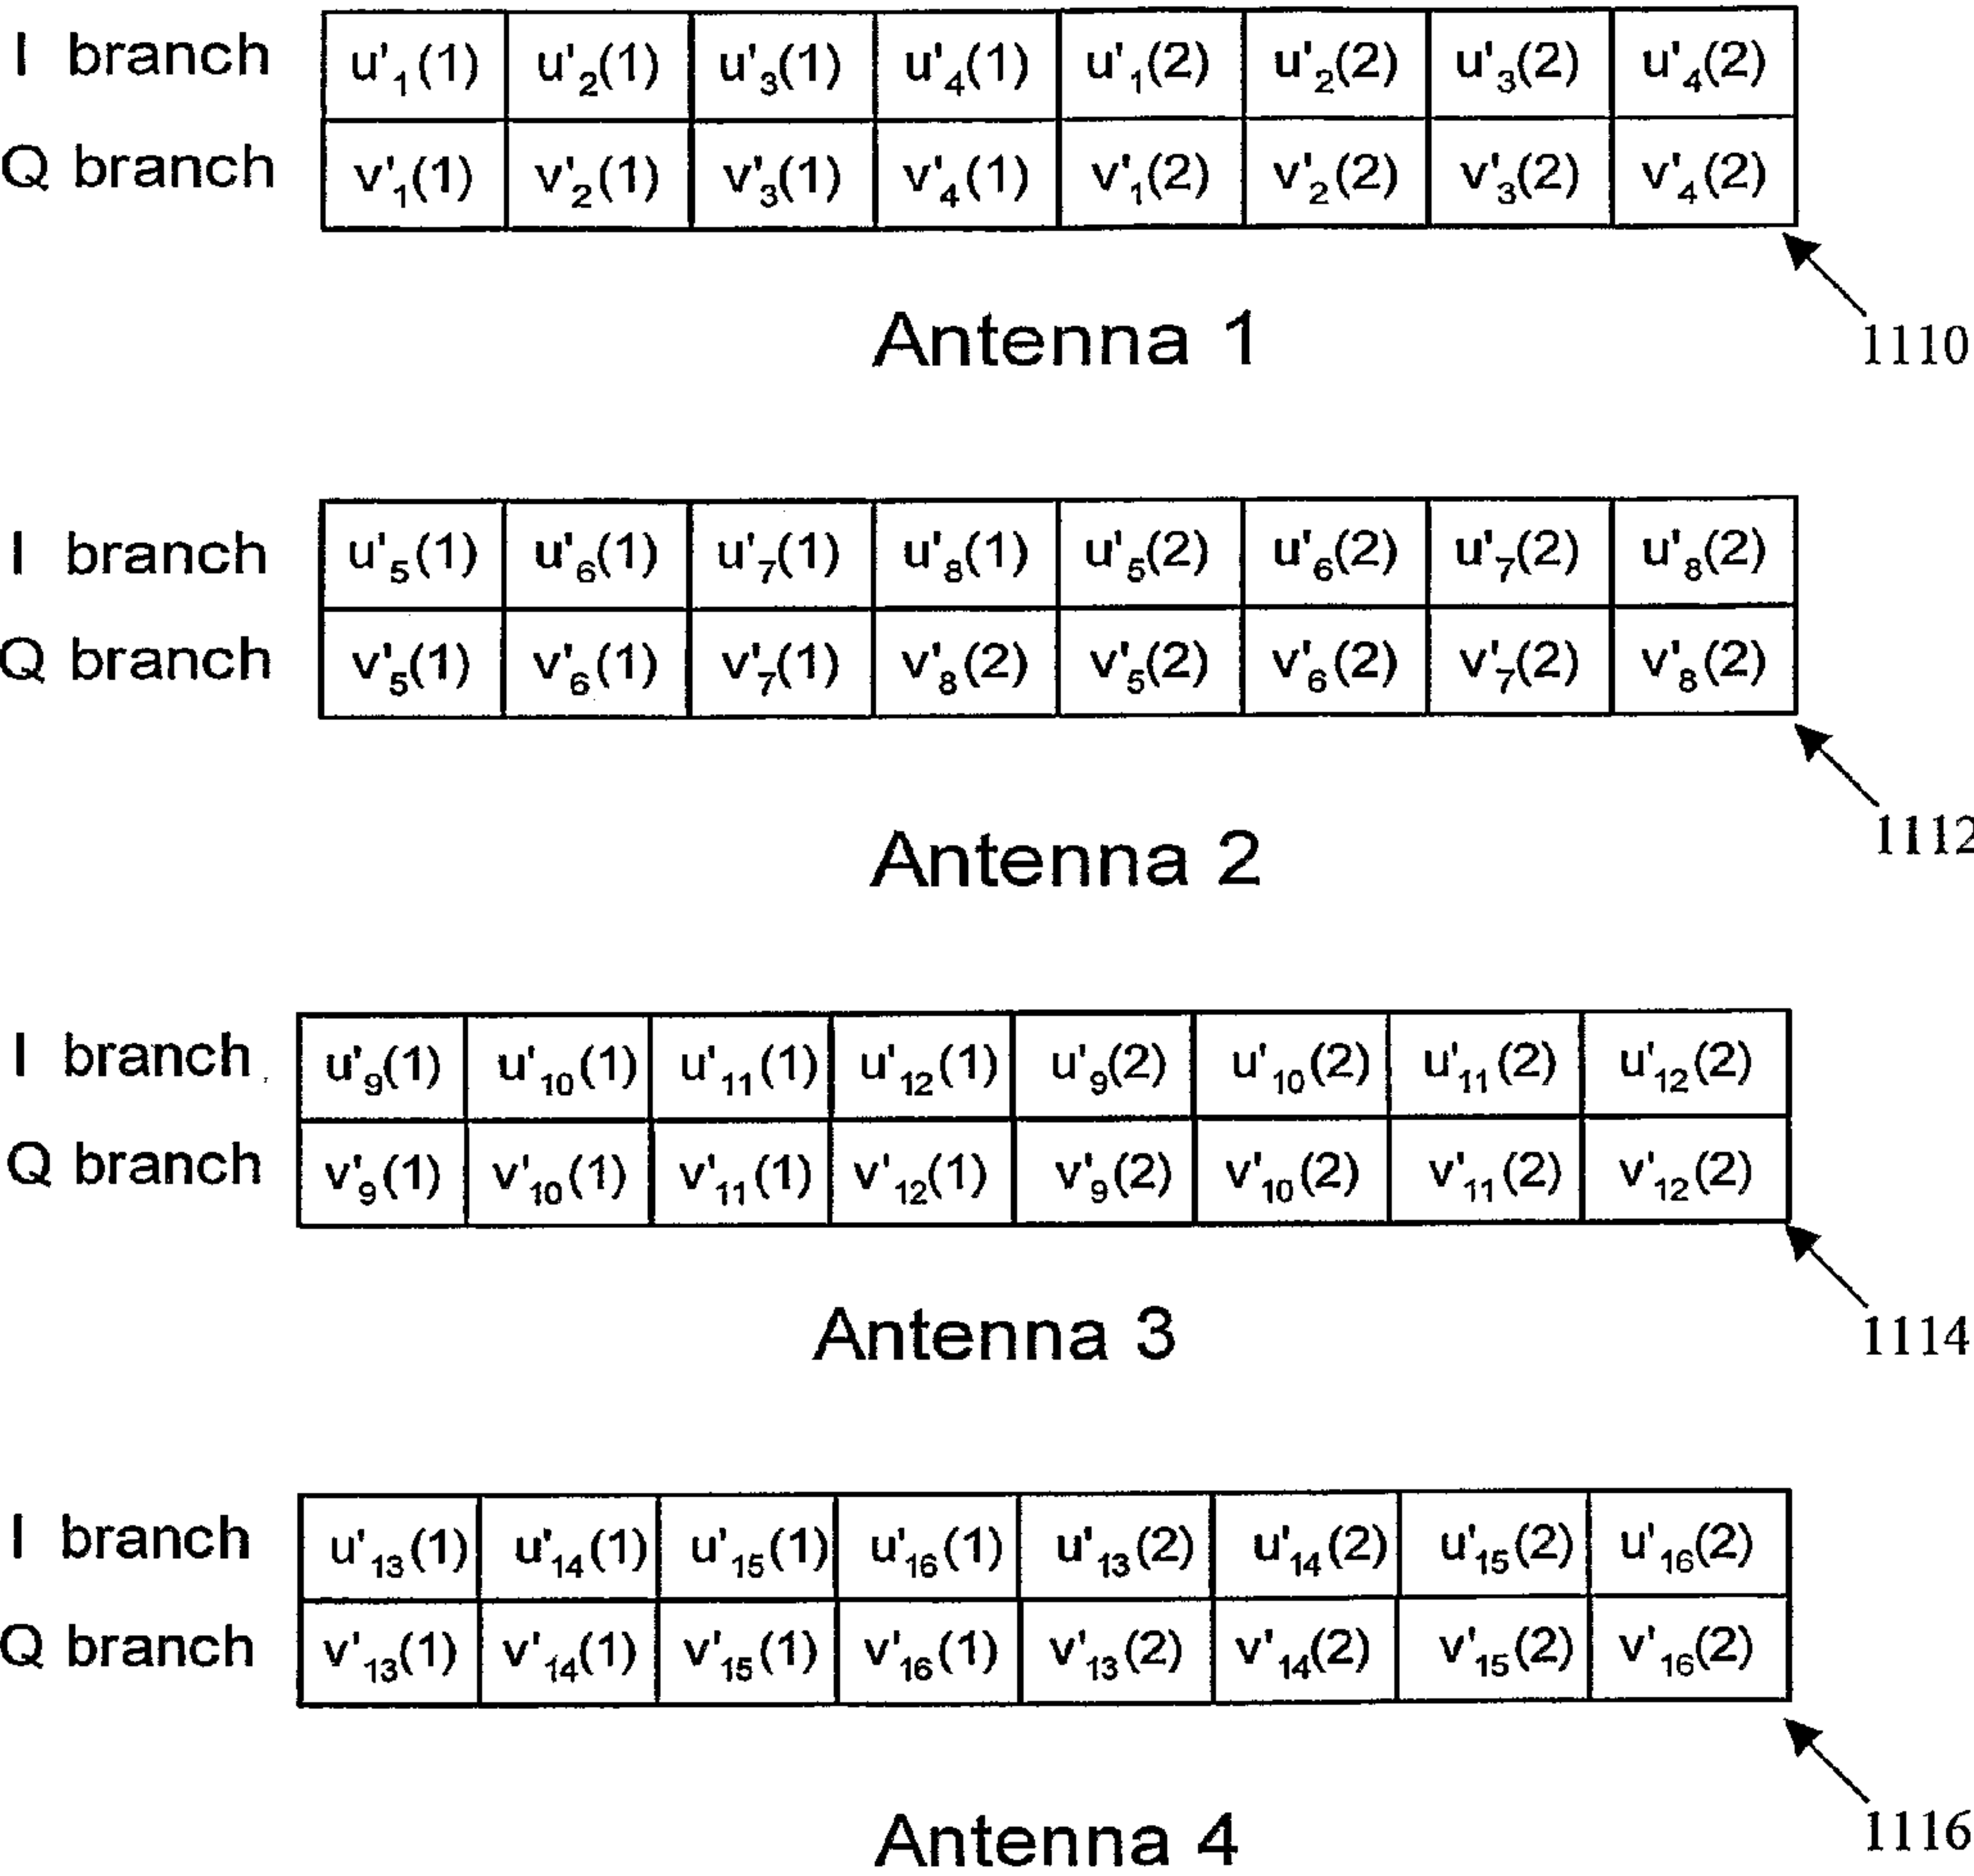 I branch u'₁(1) u'₂(1) u'₃(1) u'₄(1) u'₁(2) u'₂(2) u'₃(2) u'₄(2)
Q branch v'₁(1) v'₂(1) v'₃(1) v'₄(1) v'₁(2) v'₂(2) v'₃(2) v'₄(2)
Antenna 1
1110
I branch u'₅(1) u'₆(1) u'₇(1) u'₈(1) u'₅(2) u'₆(2) u'₇(2) u'₈(2)
Q branch v'₅(1) v'₆(1) v'₇(1) v'₈(2) v'₅(2) v'₆(2) v'₇(2) v'₈(2)
Antenna 2
1112
I branch u'₉(1) u'₁₀(1) u'₁₁(1) u'₁₂(1) u'₉(2) u'₁₀(2) u'₁₁(2) u'₁₂(2)
Q branch v'₉(1) v'₁₀(1) v'₁₁(1) v'₁₂(1) v'₉(2) v'₁₀(2) v'₁₁(2) v'₁₂(2)
Antenna 3
1114
I branch u'₁₃(1) u'₁₄(1) u'₁₅(1) u'₁₆(1) u'₁₃(2) u'₁₄(2) u'₁₅(2) u'₁₆(2)
Q branch v'₁₃(1) v'₁₄(1) v'₁₅(1) v'₁₆(1) v'₁₃(2) v'₁₄(2) v'₁₅(2) v'₁₆(2)
Antenna 4
1116